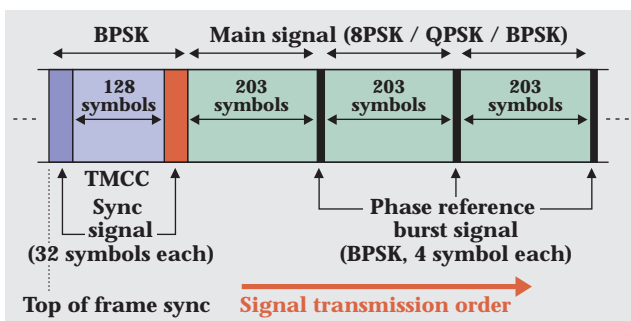 BPSK
Main signal (8PSK / QPSK / BPSK)
128
symbols
203
symbols
203
symbols
203
symbols
TMCC
Sync
signal
(32 symbols each)
Phase reference
burst signal
(BPSK, 4 symbol each)
Top of frame sync
Signal transmission order